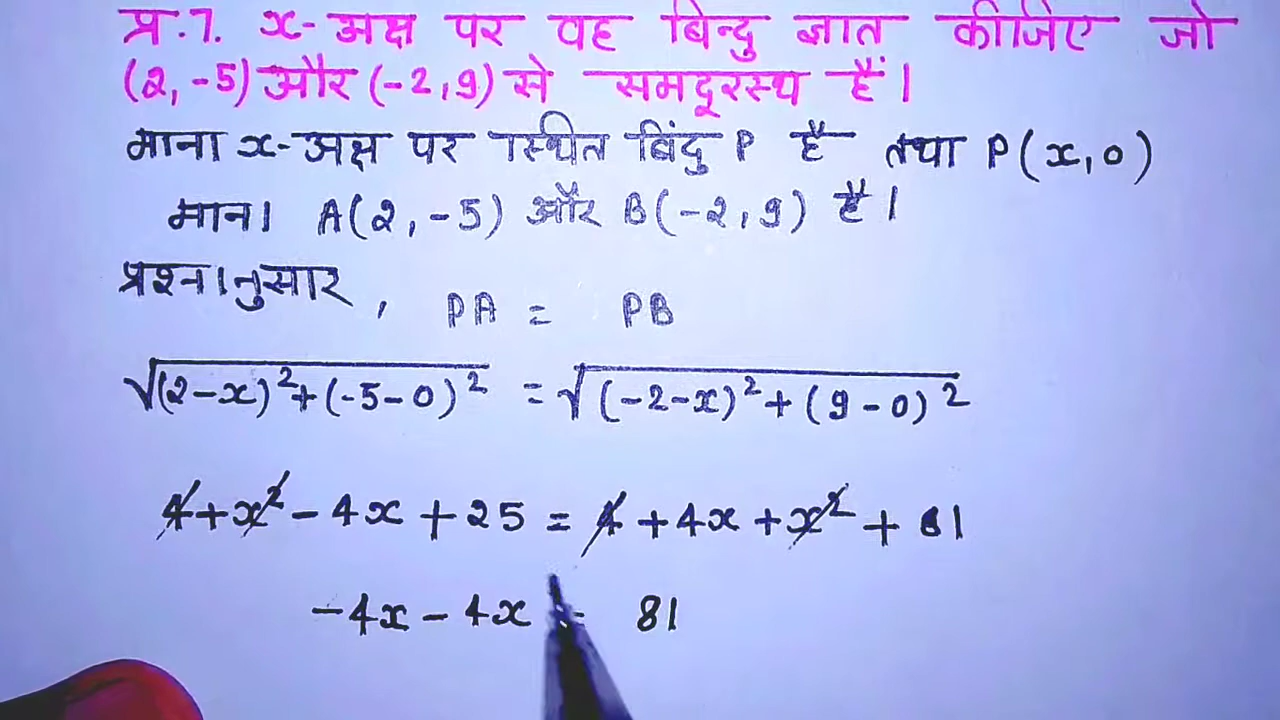 प्र.7. x-अक्ष पर वह बिन्दु ज्ञात कीजिए जो
(2,-5) और (-2,9) से समदूरस्थ हैं।
माना x-अक्ष पर स्थित बिंदु P है तथा P(x,0)
माना A(2,-5) और B(-2,9) है।
प्रश्नानुसार, PA = PB
√(2-x)²+(-5-0)² = √(-2-x)²+(9-0)²
4+x²-4x+25 = 4+4x+x²+81
-4x-4x = 81